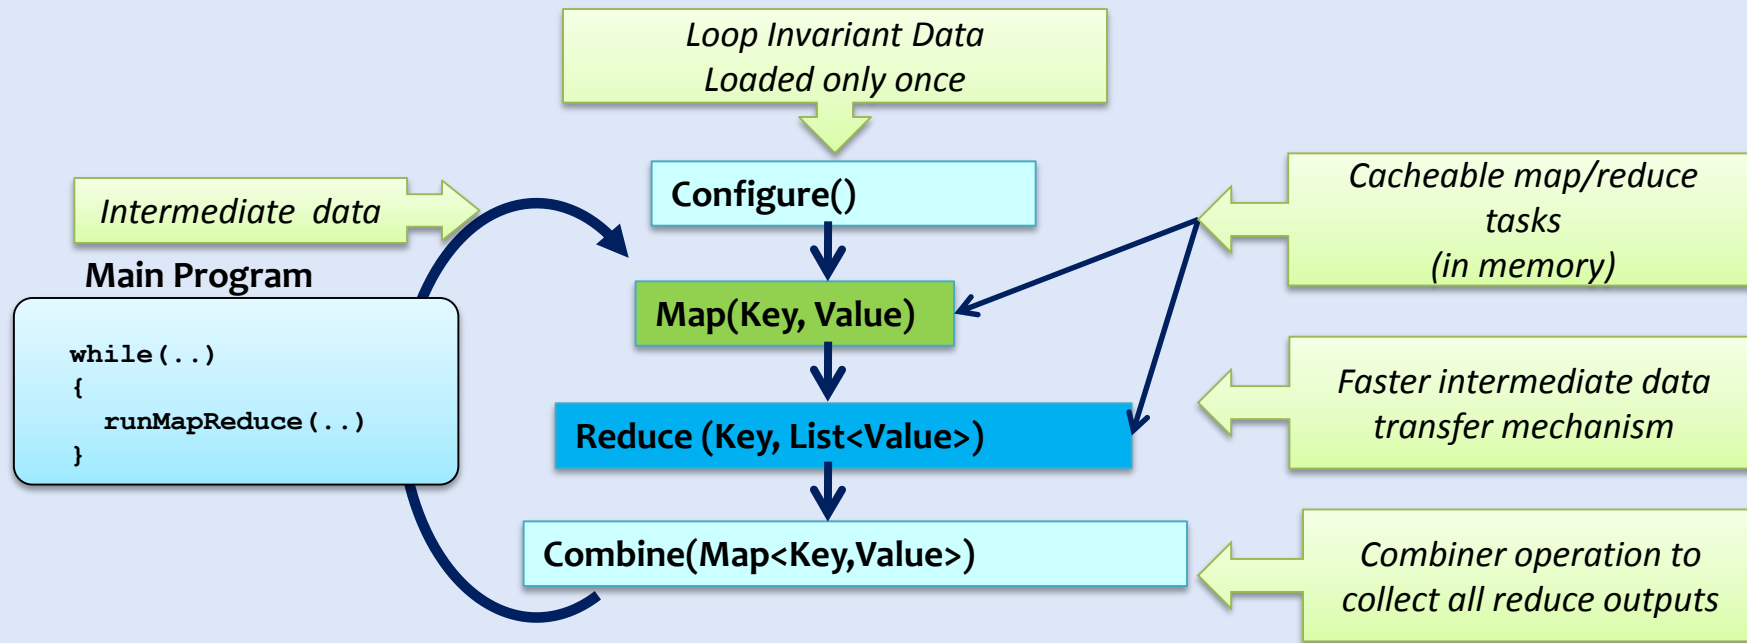 Loop Invariant Data
Loaded only once
Configure()
Cacheable map/reduce
tasks
(in memory)
Intermediate data
Main Program
while(..)
{
runMapReduce(..)
}
Map(Key, Value)
Faster intermediate data
transfer mechanism
Reduce (Key, List<Value>)
Combine(Map<Key,Value>)
Combiner operation to
collect all reduce outputs